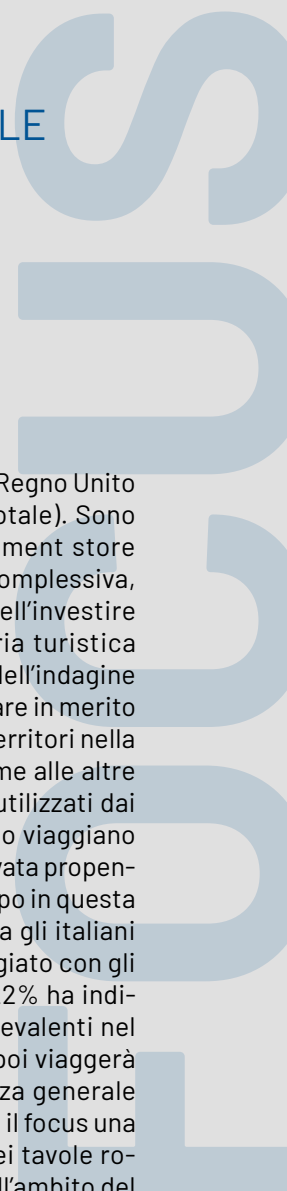 LE
Regno Unito
otale). Sono
ment store
omplessiva,
ell’investire
ria turistica
dell’indagine
are in merito
erritori nella
me alle altre
utilizzati dai
o viaggiano
vata propen-
po in questa
a gli italiani
giato con gli
2% ha indi-
evalenti nel
poi viaggerà
za generale
il focus una
ei tavole ro-
ll’ambito del
FOCUS